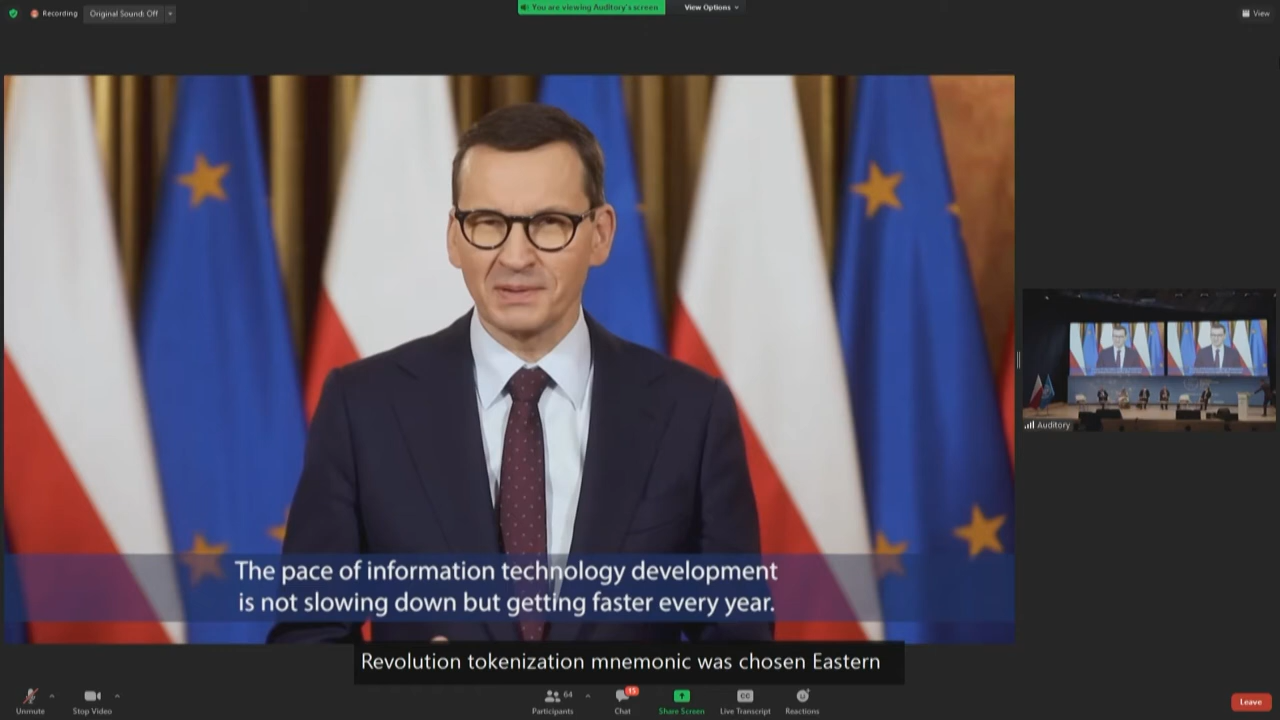 Recording
Original Sound: Off
You are viewing Auditory's screen
View Options
View
The pace of information technology development
is not slowing down but getting faster every year.
Auditory
Revolution tokenization mnemonic was chosen Eastern
Unmute
Stop Video
64
Participants
15
Chat
Share Screen
CC
Live Transcript
Reactions
Leave